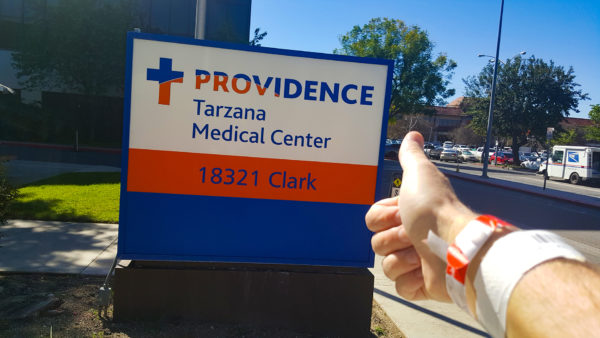 PROVIDENCE
Tarzana
Medical Center
18321 Clark